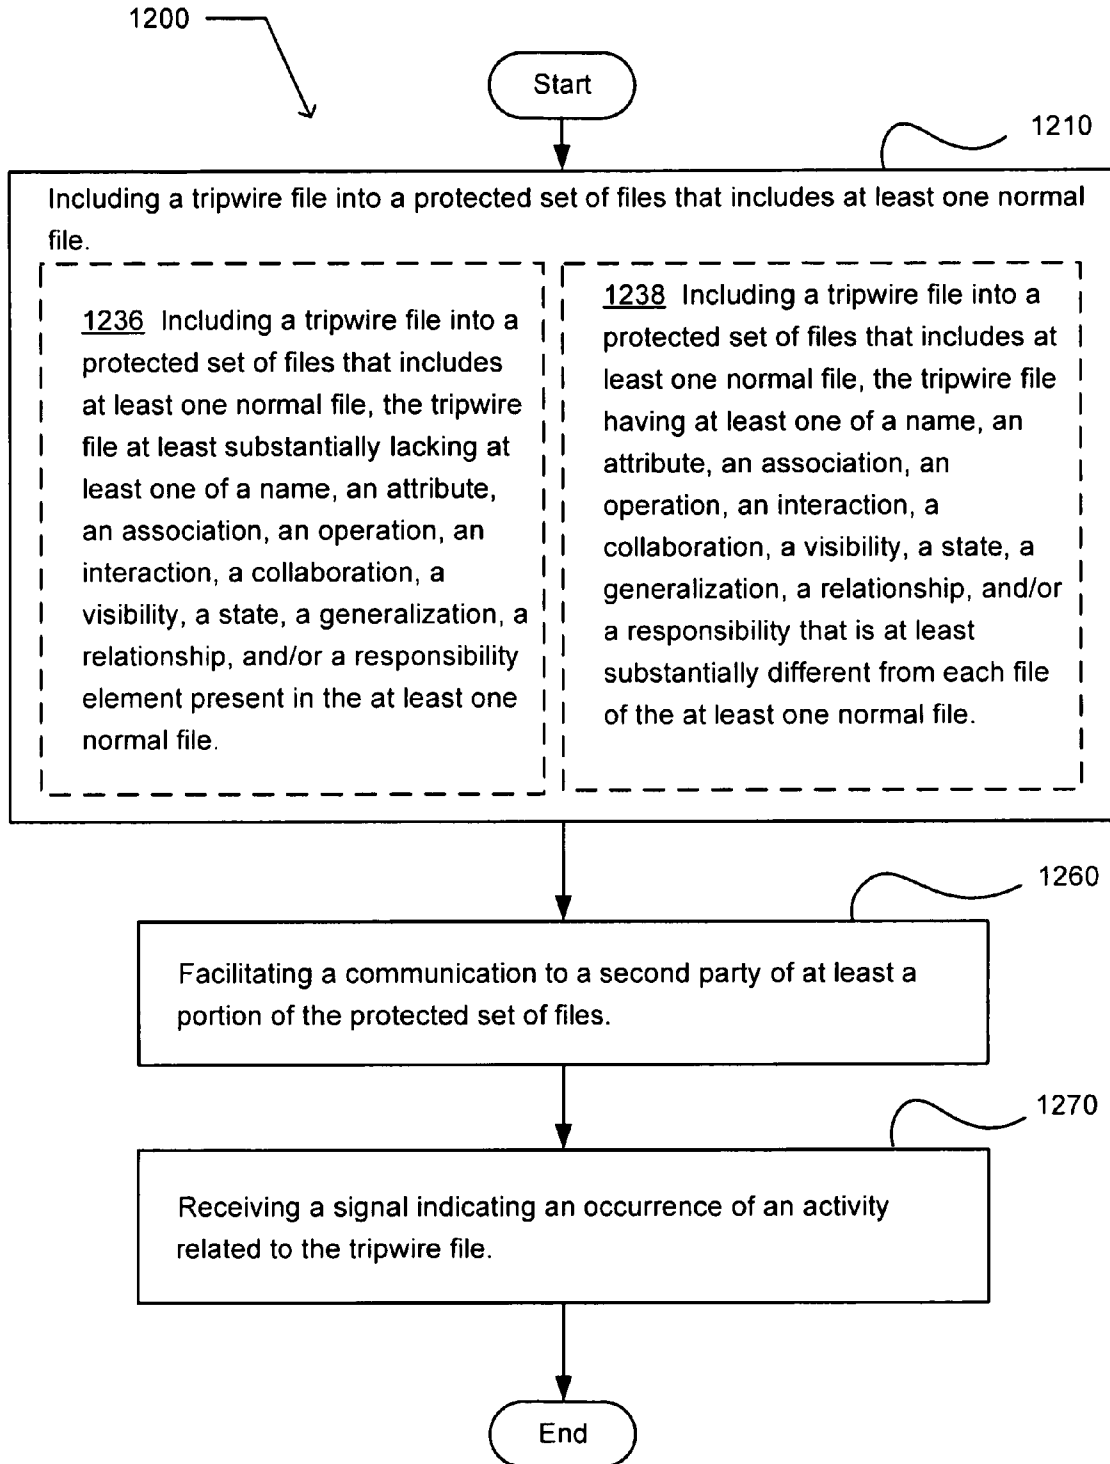 1200
Start
1210
Including a tripwire file into a protected set of files that includes at least one normal
file.
1236 Including a tripwire file into a
protected set of files that includes
at least one normal file, the tripwire
file at least substantially lacking at
least one of a name, an attribute,
an association, an operation, an
interaction, a collaboration, a
visibility, a state, a generalization, a
relationship, and/or a responsibility
element present in the at least one
normal file.
1238 Including a tripwire file into a
protected set of files that includes at
least one normal file, the tripwire file
having at least one of a name, an
attribute, an association, an
operation, an interaction, a
collaboration, a visibility, a state, a
generalization, a relationship, and/or
a responsibility that is at least
substantially different from each file
of the at least one normal file.
1260
Facilitating a communication to a second party of at least a
portion of the protected set of files.
1270
Receiving a signal indicating an occurrence of an activity
related to the tripwire file.
End